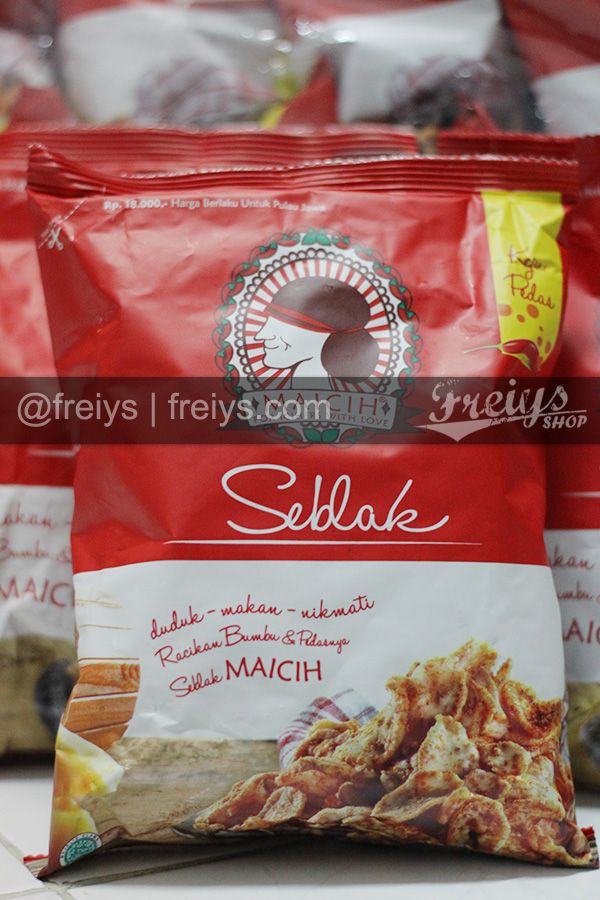 Rp. 18.000,- Harga Berlaku Untuk Pulau Jawa
Keju
Pedas
MAICIH®
WITH LOVE
@freiys | freiys.com
Freiys
SHOP
Seblak
duduk - makan - nikmati
Racikan Bumbu & Pedasnya
Seblak MAICIH